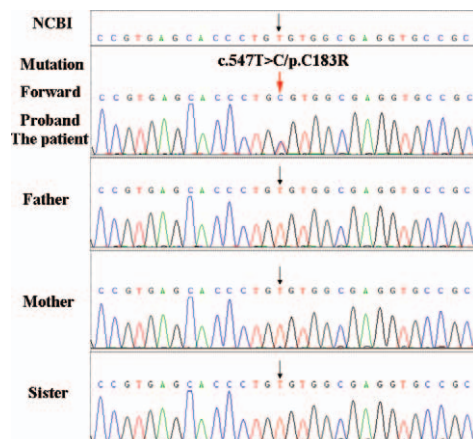 NCBI
C C G T G A G C A C C C T G T G T G G C G A G G T G C C G C
Mutation c.547T>C/p.C183R
Forward
C C G T G A G C A C C C T G C G T G G C G A G G T G C C G C
Proband
The patient
C C G T G A G C A C C C T G T G T G G C G A G G T G C C G C
Father
C C G T G A G C A C C C T G T G T G G C G A G G T G C C G C
Mother
C C G T G A G C A C C C T G T G T G G C G A G G T G C C G C
Sister